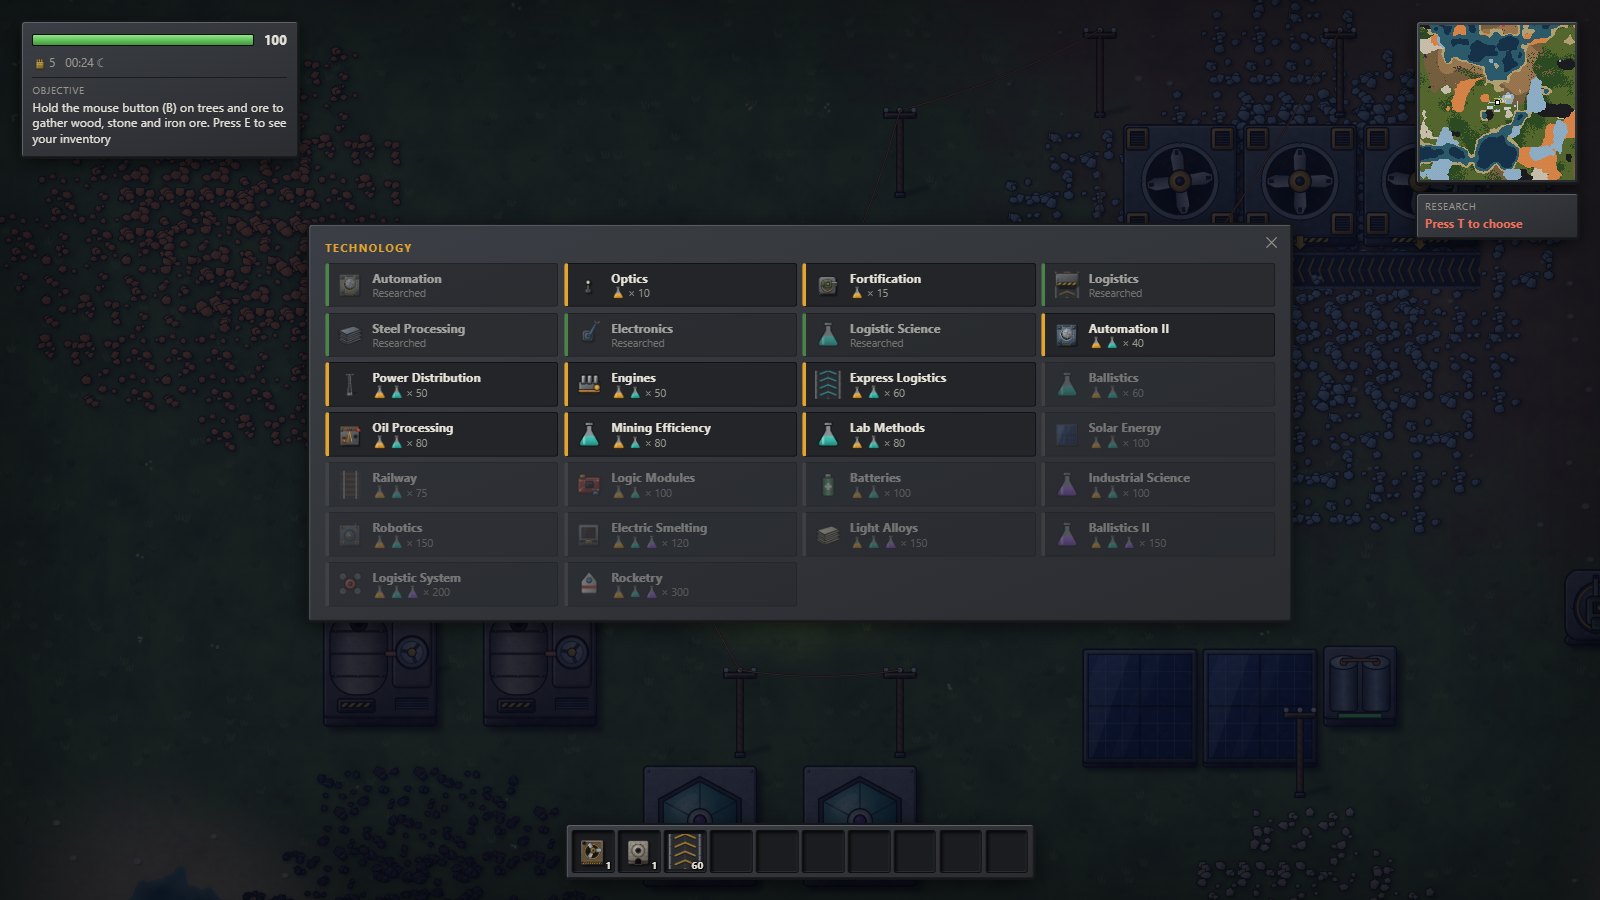 100
5 00:24
OBJECTIVE
Hold the mouse button (B) on trees and ore to
gather wood, stone and iron ore. Press E to see
your inventory
RESEARCH
Press T to choose
TECHNOLOGY
Automation
Researched
Optics
× 10
Fortification
× 15
Logistics
Researched
Steel Processing
Researched
Electronics
Researched
Logistic Science
Researched
Automation II
× 40
Power Distribution
× 50
Engines
× 50
Express Logistics
× 60
Ballistics
× 60
Oil Processing
× 80
Mining Efficiency
× 80
Lab Methods
× 80
Solar Energy
× 100
Railway
× 75
Logic Modules
× 100
Batteries
× 100
Industrial Science
× 100
Robotics
× 150
Electric Smelting
× 120
Light Alloys
× 150
Ballistics II
× 150
Logistic System
× 200
Rocketry
× 300
1
1
60